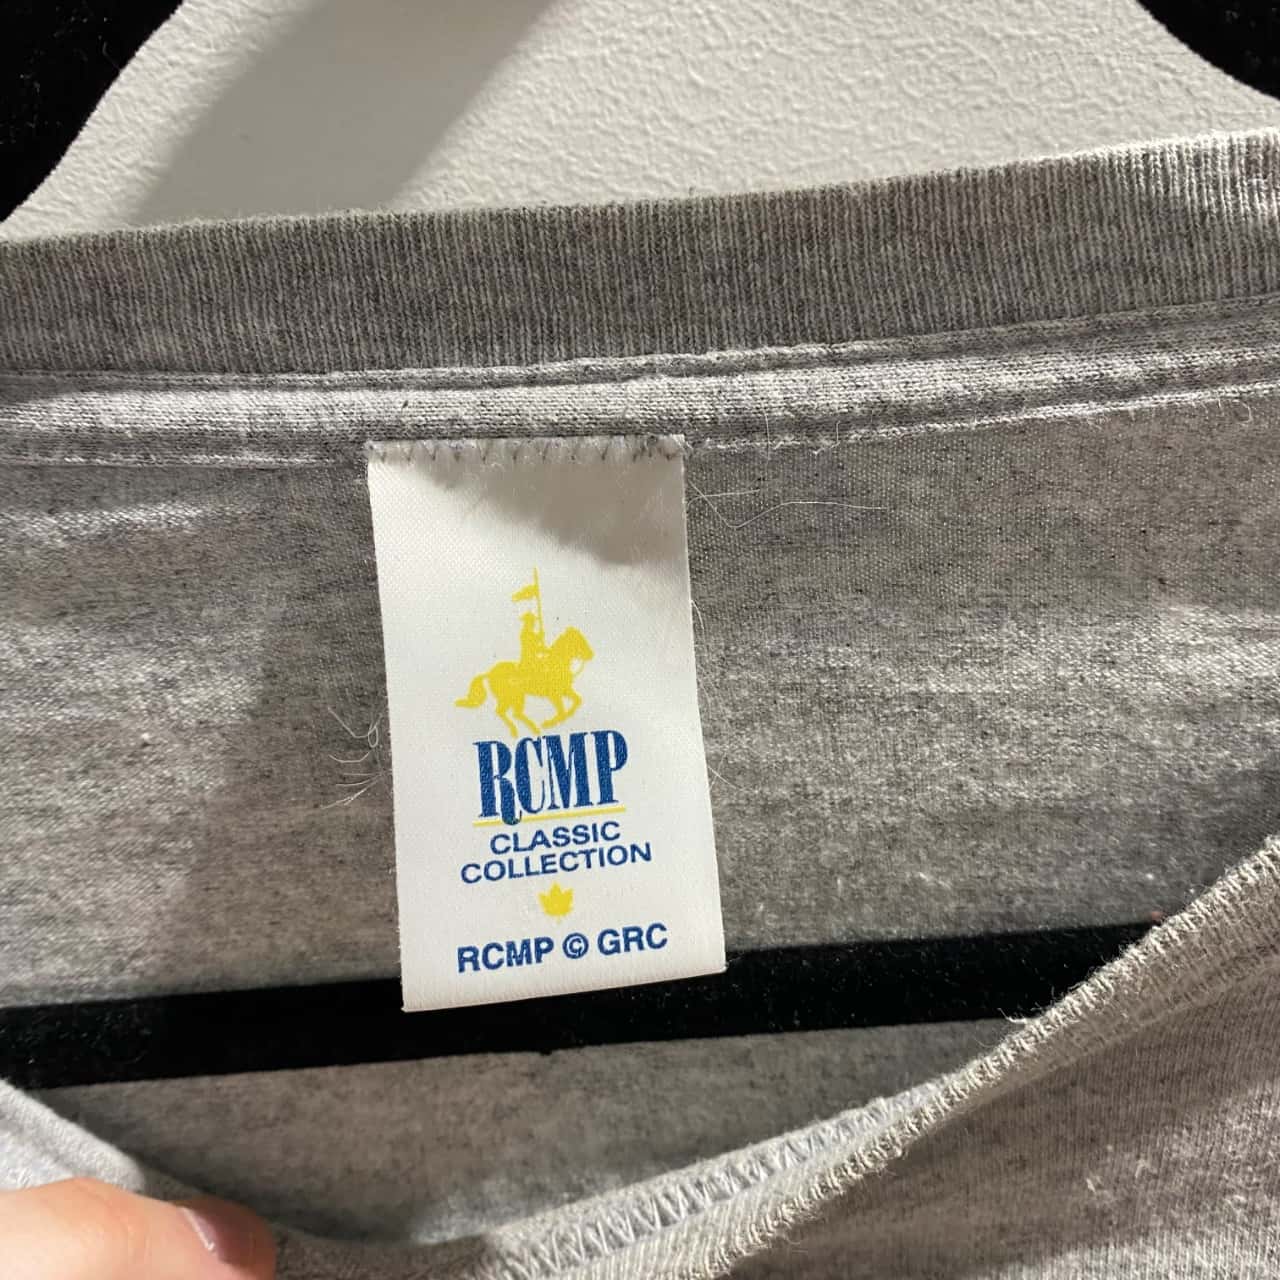 RCMP
CLASSIC
COLLECTION
RCMP © GRC